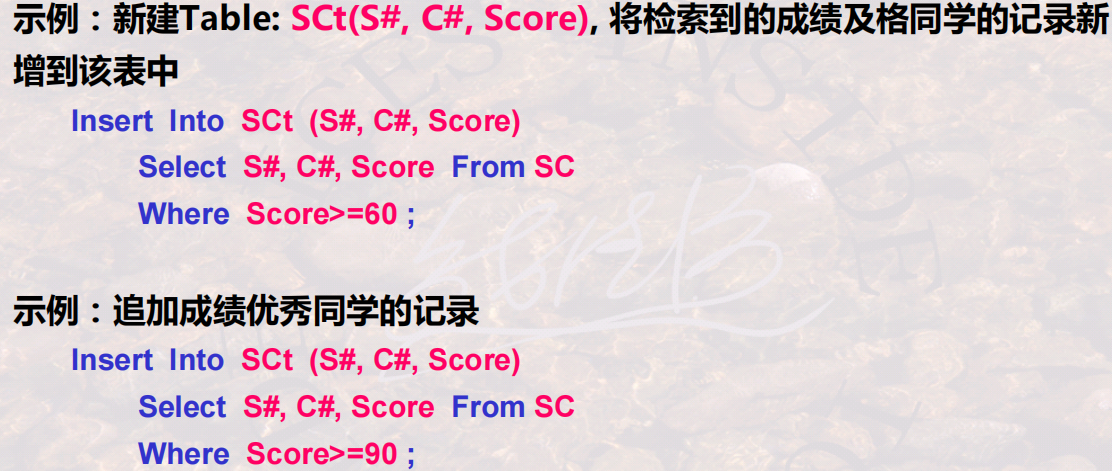 示例：新建Table: SCt(S#, C#, Score), 将检索到的成绩及格同学的记录新
增到该表中
Insert Into SCt (S#, C#, Score)
Select S#, C#, Score From SC
Where Score>=60 ;
示例：追加成绩优秀同学的记录
Insert Into SCt (S#, C#, Score)
Select S#, C#, Score From SC
Where Score>=90 ;